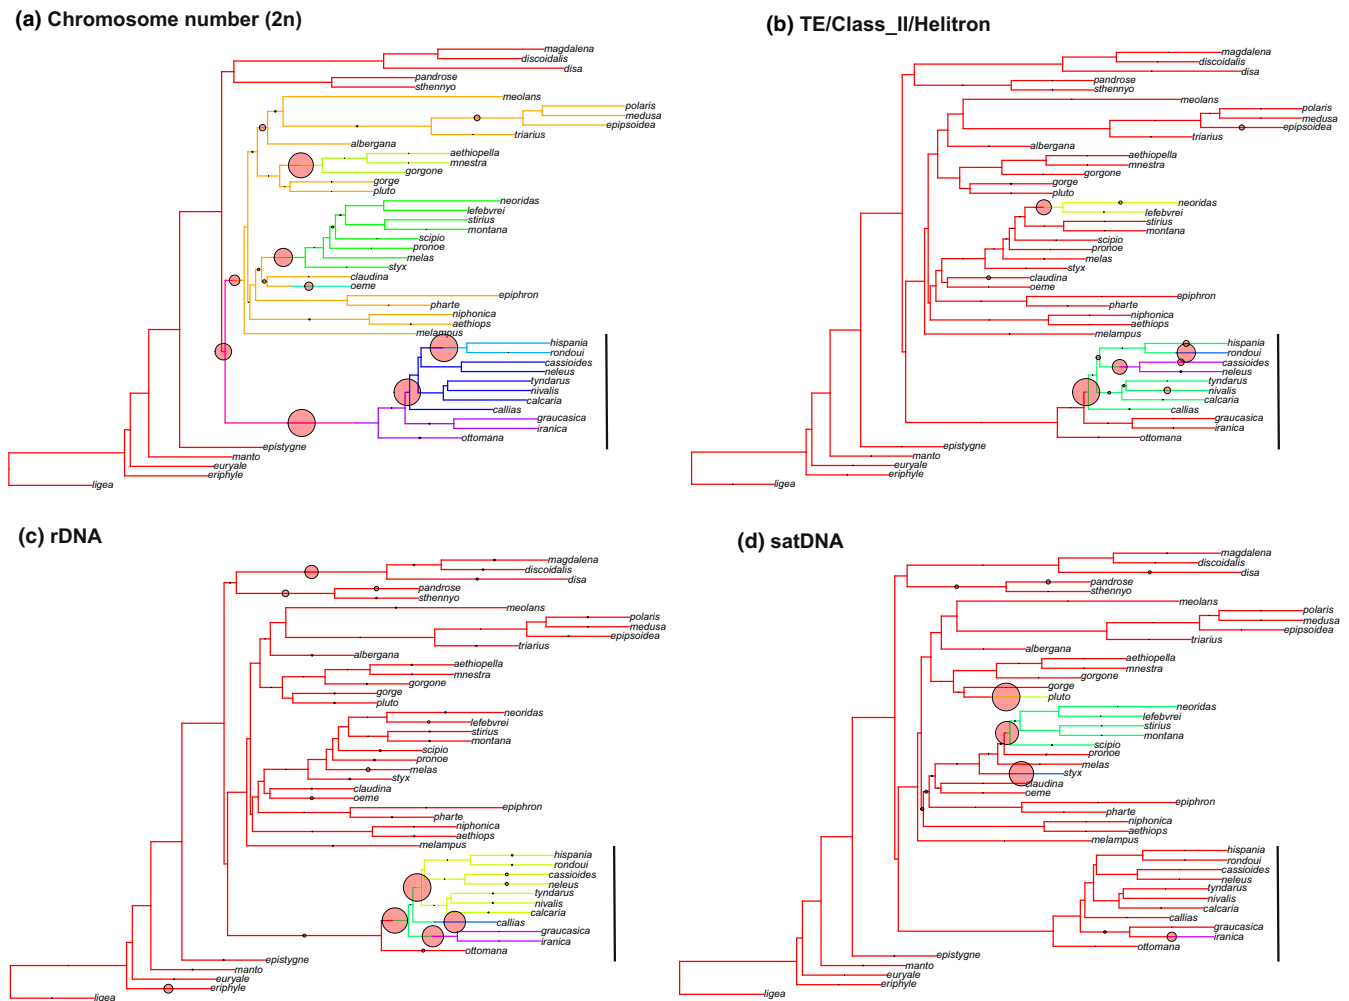 (a) Chromosome number (2n)
magdalena
discoidalis
disa
pandrose
sthennyo
meolans
polaris
medusa
epipsoidea
triarius
albergana
aethiopella
mnestra
gorgone
gorge
pluto
neoridas
lefebvrei
stirius
montana
scipio
pronoe
melas
styx
claudina
oeme
epiphron
pharte
niphonica
aethiops
melampus
hispania
rondoui
cassioides
neleus
tyndarus
nivalis
calcaria
callias
graucasica
iranica
ottomana
epistygne
manto
euryale
eriphyle
ligea
(b) TE/Class_II/Helitron
magdalena
discoidalis
disa
pandrose
sthennyo
meolans
polaris
medusa
epipsoidea
triarius
albergana
aethiopella
mnestra
gorgone
gorge
pluto
neoridas
lefebvrei
stirius
montana
scipio
pronoe
melas
styx
claudina
oeme
epiphron
pharte
niphonica
aethiops
melampus
hispania
rondoui
cassioides
neleus
tyndarus
nivalis
calcaria
callias
graucasica
iranica
ottomana
epistygne
manto
euryale
eriphyle
ligea
(c) rDNA
magdalena
discoidalis
disa
pandrose
sthennyo
meolans
polaris
medusa
epipsoidea
triarius
albergana
aethiopella
mnestra
gorgone
gorge
pluto
neoridas
lefebvrei
stirius
montana
scipio
pronoe
melas
styx
claudina
oeme
epiphron
pharte
niphonica
aethiops
melampus
hispania
rondoui
cassioides
neleus
tyndarus
nivalis
calcaria
callias
graucasica
iranica
ottomana
epistygne
manto
euryale
eriphyle
ligea
(d) satDNA
magdalena
discoidalis
disa
pandrose
sthennyo
meolans
polaris
medusa
epipsoidea
triarius
albergana
aethiopella
mnestra
gorgone
gorge
pluto
neoridas
lefebvrei
stirius
montana
scipio
pronoe
melas
styx
claudina
oeme
epiphron
pharte
niphonica
aethiops
melampus
hispania
rondoui
cassioides
neleus
tyndarus
nivalis
calcaria
callias
graucasica
iranica
ottomana
epistygne
manto
euryale
eriphyle
ligea